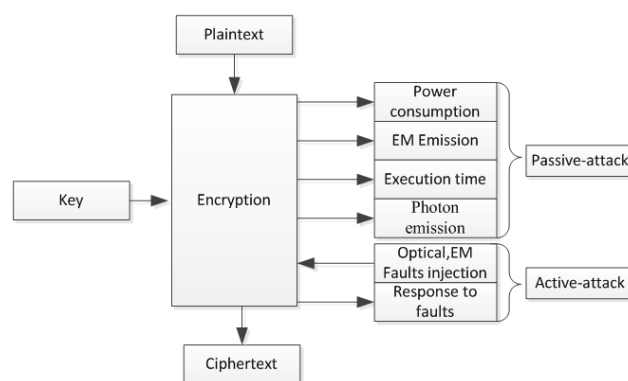 Plaintext
Power
consumption
EM Emission
Passive-attack
Execution time
Key
Encryption
Photon
emission
Optical,EM
Faults injection
Active-attack
Response to
faults
Ciphertext